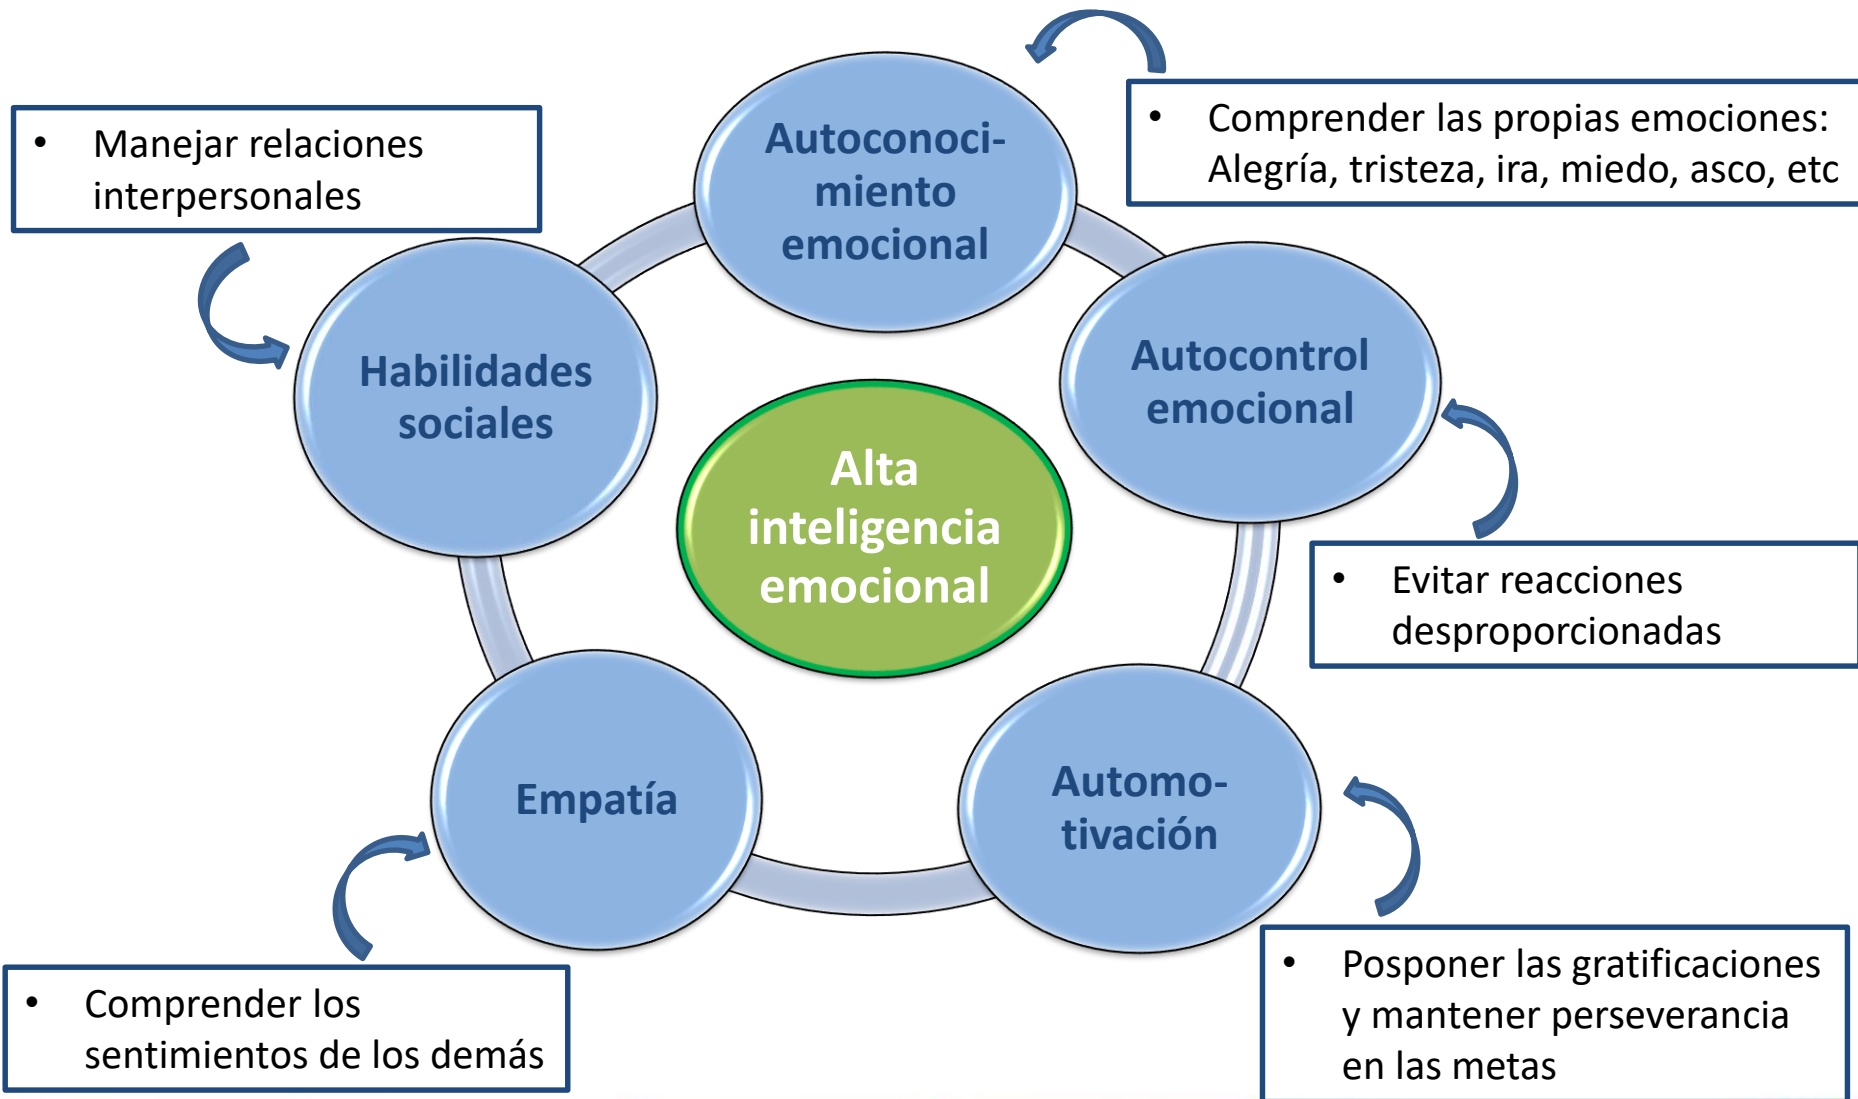 Autoconoci-
miento
emocional
• Comprender las propias emociones:
Alegría, tristeza, ira, miedo, asco, etc
• Manejar relaciones
interpersonales
Habilidades
sociales
Autocontrol
emocional
Alta
inteligencia
emocional
• Evitar reacciones
desproporcionadas
Empatía
Automo-
tivación
• Comprender los
sentimientos de los demás
• Posponer las gratificaciones
y mantener perseverancia
en las metas